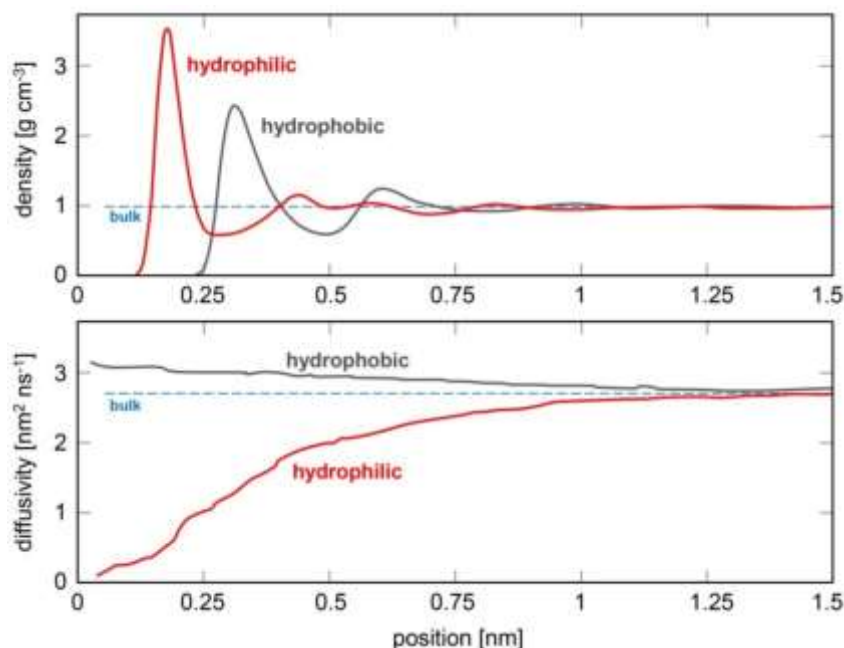 density [g cm⁻³]
3
2
1
0
hydrophilic
hydrophobic
bulk
0 0.25 0.5 0.75 1 1.25 1.5
diffusivity [nm² ns⁻¹]
3
2
1
0
hydrophobic
bulk
hydrophilic
0 0.25 0.5 0.75 1 1.25 1.5
position [nm]